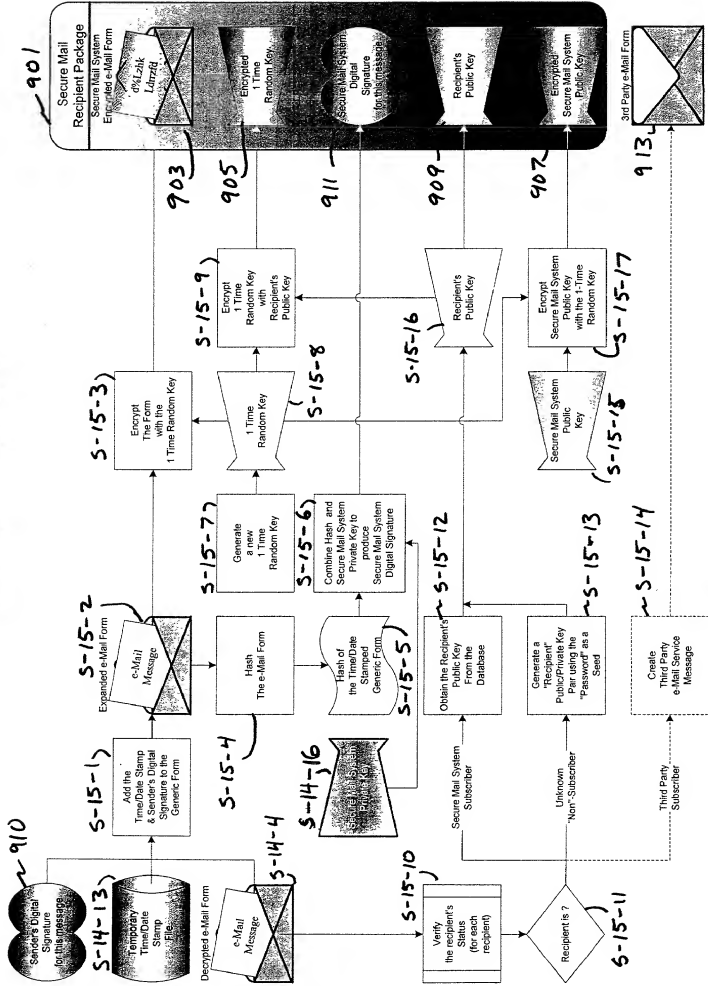 910
Sender's Digital
Signature
for this message
S-14-13
Temporary
Time/Date
Stamp
File
Decrypted e-Mail Form
e-Mail
Message
S-14-4
S-15-1
Add the
Time/Date Stamp
& Sender's Digital
Signature to the
Generic Form
S-15-2
Expanded e-Mail Form
e-Mail
Message
S-15-3
Encrypt
The Form
with the
1 Time Random Key
901
Secure Mail
Recipient Package
Secure Mail System
Encrypted e-Mail Form
d%Lzhk
Ldrrzfd
903
905
Encrypted
1 Time
Random Key
911
Secure Mail System
Digital
Signature
for this message
909
Recipient's
Public Key
907
Encrypted
Secure Mail System
Public Key
3rd Party e-Mail Form
913
S-15-4
Hash
The e-Mail Form
S-15-5
Hash of
the Time/Date
Stamped
Generic Form
S-15-7
Generate
a new
1 Time
Random Key
S-15-6
Combine Hash and
Secure Mail System
Private Key to
produce
Secure Mail System
Digital Signature
S-15-8
1 Time
Random Key
S-15-9
Encrypt
1 Time
Random Key
with
Recipient's
Public Key
S-14-16
Secure Mail System
Private Key
S-15-10
Verify
the recipient's
Status
(for each
recipient)
S-15-11
Recipient is ?
Secure Mail System
Subscriber
Unknown
"Non"-Subscriber
Third Party
Subscriber
S-15-12
Obtain the Recipient's
Public Key
From the
Database
S-15-13
Generate a
"Recipient"
Public/Private Key
Pair using the
"Password" as a
Seed
S-15-14
Create
Third Party
e-Mail Service
Message
S-15-16
Recipient's
Public Key
S-15-15
Secure Mail System
Public
Key
S-15-17
Encrypt
Secure Mail System
Public Key
with the 1-Time
Random Key